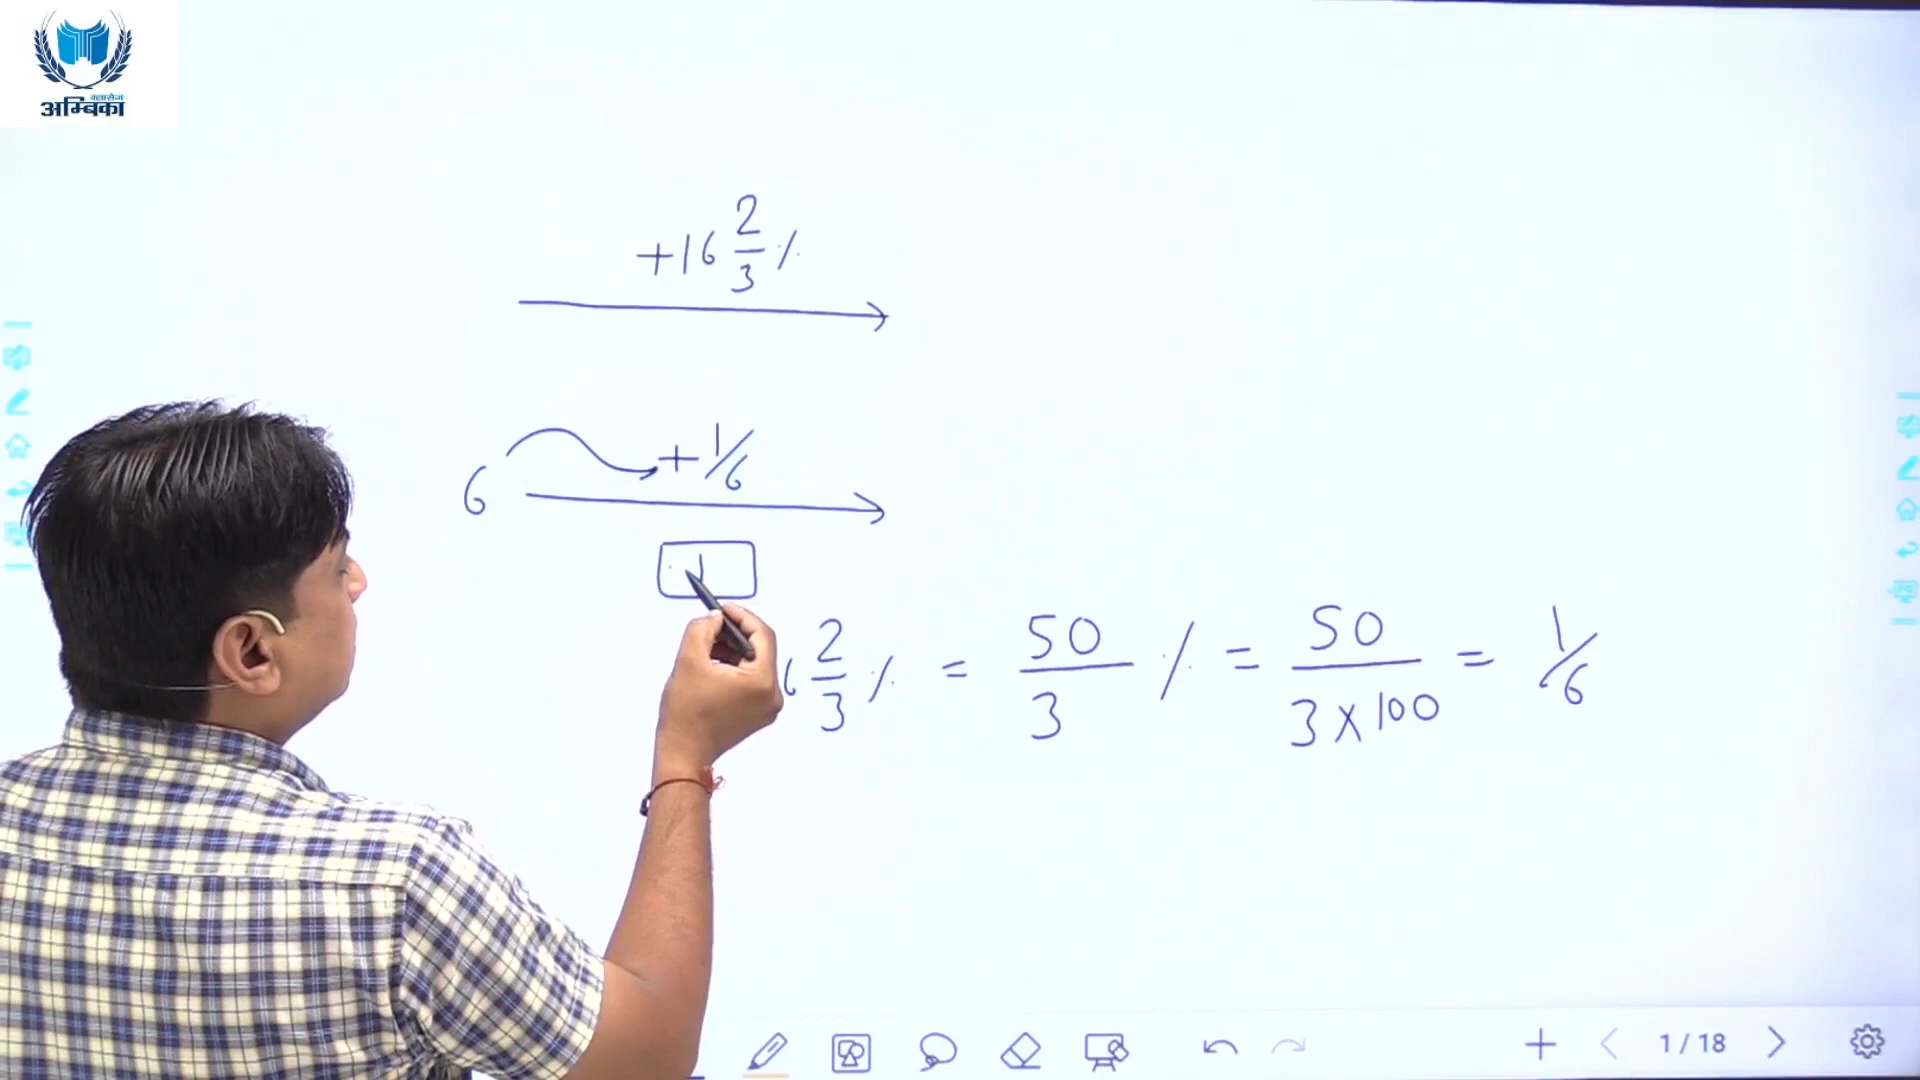 क्लासेज
अम्बिका
+16 2/3 %
6 + 1/6
1
6 2/3 % = 50/3 % = 50/3×100 = 1/6
1/18